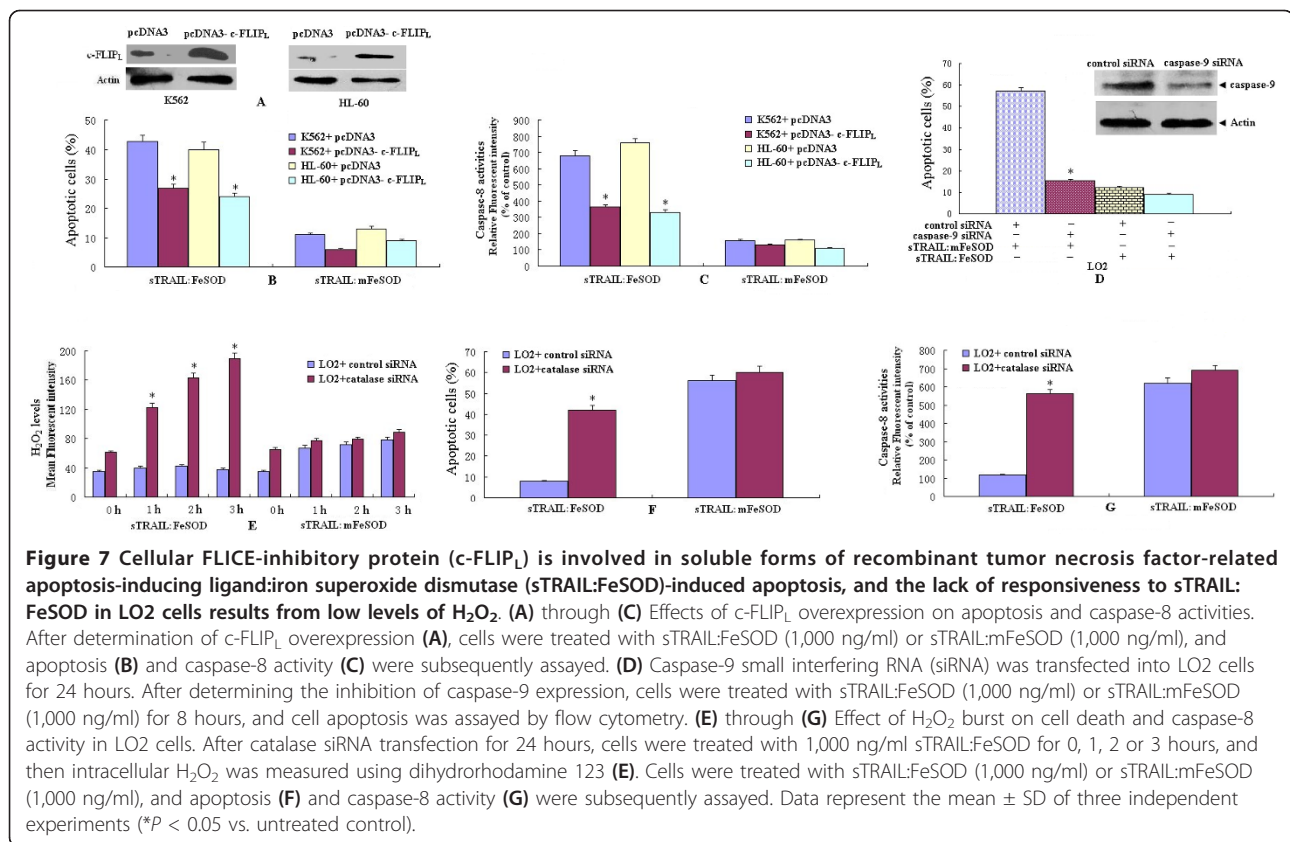 pcDNA3 pcDNA3- c-FLIPL pcDNA3 pcDNA3- c-FLIPL
c-FLIPL
Actin
K562 A HL-60
Apoptotic cells (%)
50
40
30
20
10
0
K562+ pcDNA3
K562+ pcDNA3- c-FLIPL
HL-60+ pcDNA3
HL-60+ pcDNA3- c-FLIPL
* *
sTRAIL:FeSOD B sTRAIL:mFeSOD
Caspase-8 activities
Relative Fluorescent intensity
(% of control)
900
800
700
600
500
400
300
200
100
0
K562+ pcDNA3
K562+ pcDNA3- c-FLIPL
HL-60+ pcDNA3
HL-60+ pcDNA3- c-FLIPL
* *
sTRAIL:FeSOD C sTRAIL:mFeSOD
Apoptotic cells (%)
70
60
50
40
30
20
10
0
control siRNA caspase-9 siRNA
◄ caspase-9
◄ Actin
*
control siRNA + – + –
caspase-9 siRNA – + – +
sTRAIL:mFeSOD + + – –
sTRAIL: FeSOD – – + +
LO2
D
H2O2 levels
Mean Fluorescent intensity
200
160
120
80
40
0
LO2+ control siRNA
LO2+catalase siRNA
* * *
0 h 1 h 2 h 3 h 0 h 1 h 2 h 3 h
sTRAIL:FeSOD E sTRAIL:mFeSOD
Apoptotic cells (%)
70
60
50
40
30
20
10
0
LO2+ control siRNA
LO2+catalase siRNA
*
sTRAIL:FeSOD F sTRAIL:mFeSOD
Caspase-8 activities
Relative Fluorescent intensity
(% of control)
800
700
600
500
400
300
200
100
0
LO2+ control siRNA
LO2+catalase siRNA
*
sTRAIL:FeSOD G sTRAIL:mFeSOD
Figure 7 Cellular FLICE-inhibitory protein (c-FLIPL) is involved in soluble forms of recombinant tumor necrosis factor-related
apoptosis-inducing ligand:iron superoxide dismutase (sTRAIL:FeSOD)-induced apoptosis, and the lack of responsiveness to sTRAIL:
FeSOD in LO2 cells results from low levels of H2O2. (A) through (C) Effects of c-FLIPL overexpression on apoptosis and caspase-8 activities.
After determination of c-FLIPL overexpression (A), cells were treated with sTRAIL:FeSOD (1,000 ng/ml) or sTRAIL:mFeSOD (1,000 ng/ml), and
apoptosis (B) and caspase-8 activity (C) were subsequently assayed. (D) Caspase-9 small interfering RNA (siRNA) was transfected into LO2 cells
for 24 hours. After determining the inhibition of caspase-9 expression, cells were treated with sTRAIL:FeSOD (1,000 ng/ml) or sTRAIL:mFeSOD
(1,000 ng/ml) for 8 hours, and cell apoptosis was assayed by flow cytometry. (E) through (G) Effect of H2O2 burst on cell death and caspase-8
activity in LO2 cells. After catalase siRNA transfection for 24 hours, cells were treated with 1,000 ng/ml sTRAIL:FeSOD for 0, 1, 2 or 3 hours, and
then intracellular H2O2 was measured using dihydrorhodamine 123 (E). Cells were treated with sTRAIL:FeSOD (1,000 ng/ml) or sTRAIL:mFeSOD
(1,000 ng/ml), and apoptosis (F) and caspase-8 activity (G) were subsequently assayed. Data represent the mean ± SD of three independent
experiments (*P < 0.05 vs. untreated control).